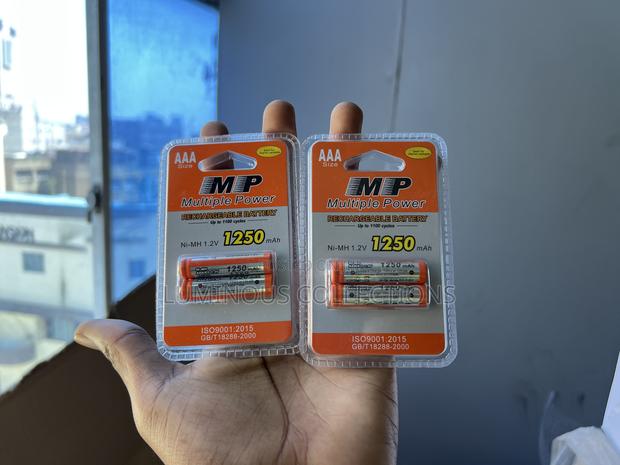 AAA
Size
MP
Multiple Power
RECHARGEABLE BATTERY
Up to 1100 cycles
Ni-MH 1.2V 1250 mAh
1250 mAh
ISO9001:2015
GB/T18288-2000
AAA
Size
MP
Multiple Power
RECHARGEABLE BATTERY
Up to 1100 cycles
Ni-MH 1.2V 1250 mAh
1250 mAh
ISO9001:2015
GB/T18288-2000
LUMINOUS COLLECTIONS